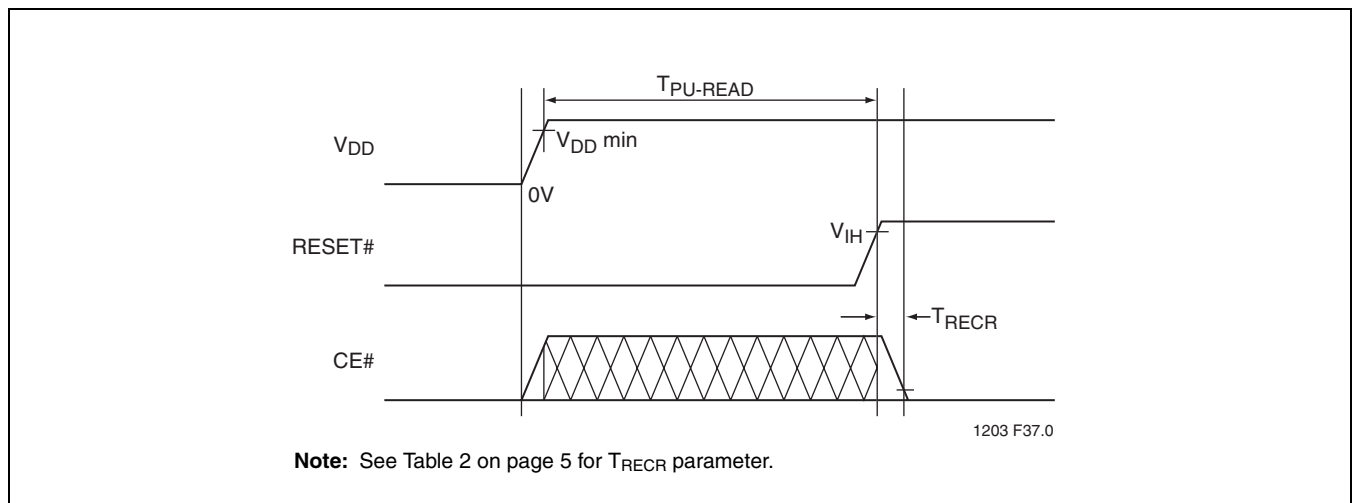 TPU-READ
VDD
VDD min
0V
VIH
RESET#
TRECR
CE#
1203 F37.0
Note: See Table 2 on page 5 for TRECR parameter.